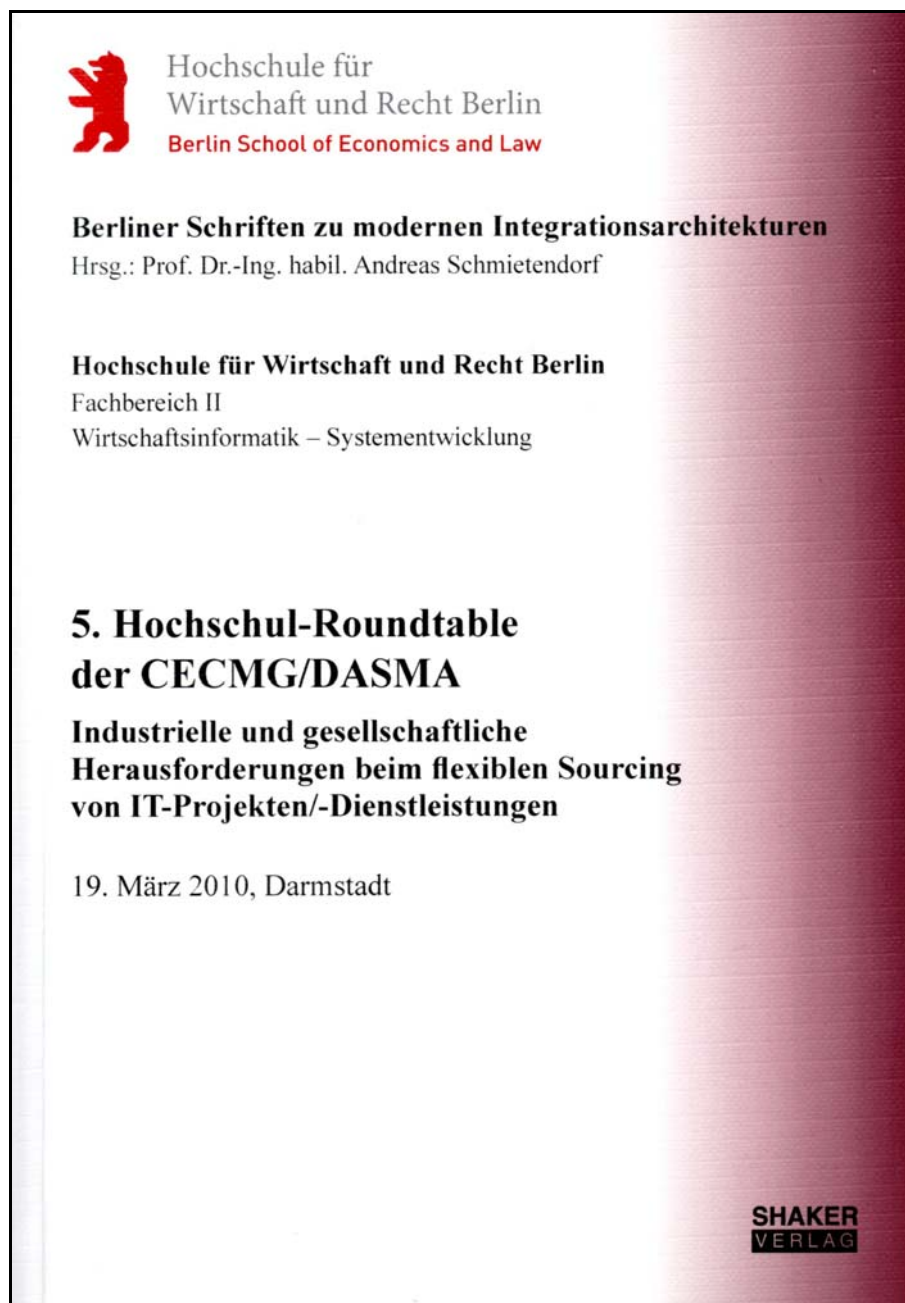 Hochschule für
Wirtschaft und Recht Berlin
Berlin School of Economics and Law
Berliner Schriften zu modernen Integrationsarchitekturen
Hrsg.: Prof. Dr.-Ing. habil. Andreas Schmietendorf
Hochschule für Wirtschaft und Recht Berlin
Fachbereich II
Wirtschaftsinformatik – Systementwicklung
5. Hochschul-Roundtable
der CECMG/DASMA
Industrielle und gesellschaftliche
Herausforderungen beim flexiblen Sourcing
von IT-Projekten/-Dienstleistungen
19. März 2010, Darmstadt
SHAKER
VERLAG